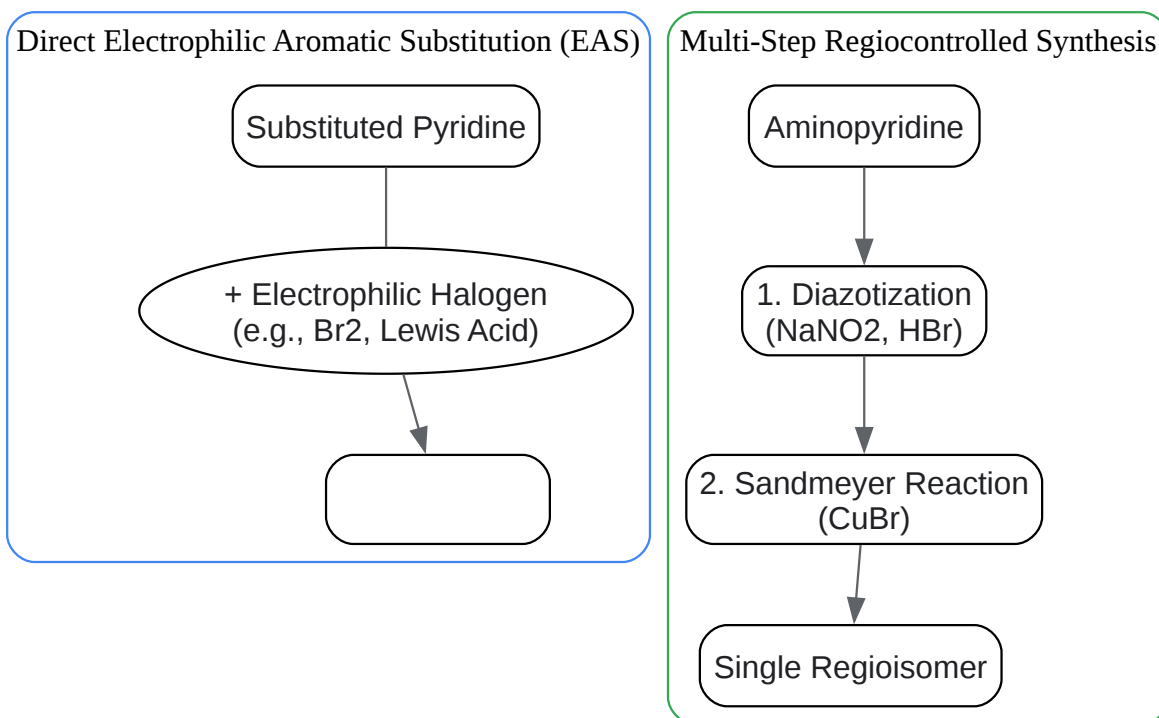 Direct Electrophilic Aromatic Substitution (EAS)
Substituted Pyridine
+ Electrophilic Halogen
(e.g., Br2, Lewis Acid)
Multi-Step Regiocontrolled Synthesis
Aminopyridine
1. Diazotization
(NaNO2, HBr)
2. Sandmeyer Reaction
(CuBr)
Single Regioisomer